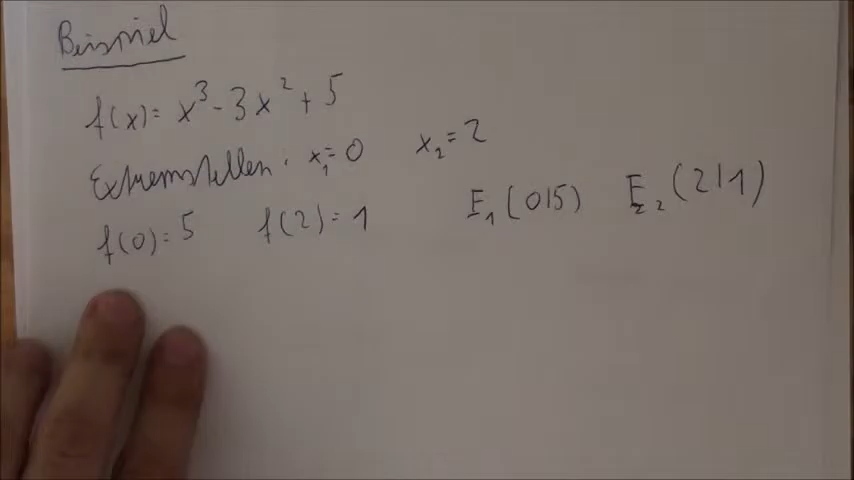 Beispiel
f(x) = x³ - 3x² + 5
Extremstellen: x₁ = 0 x₂ = 2
f(0) = 5 f(2) = 1 E₁ (0|5) E₂ (2|1)